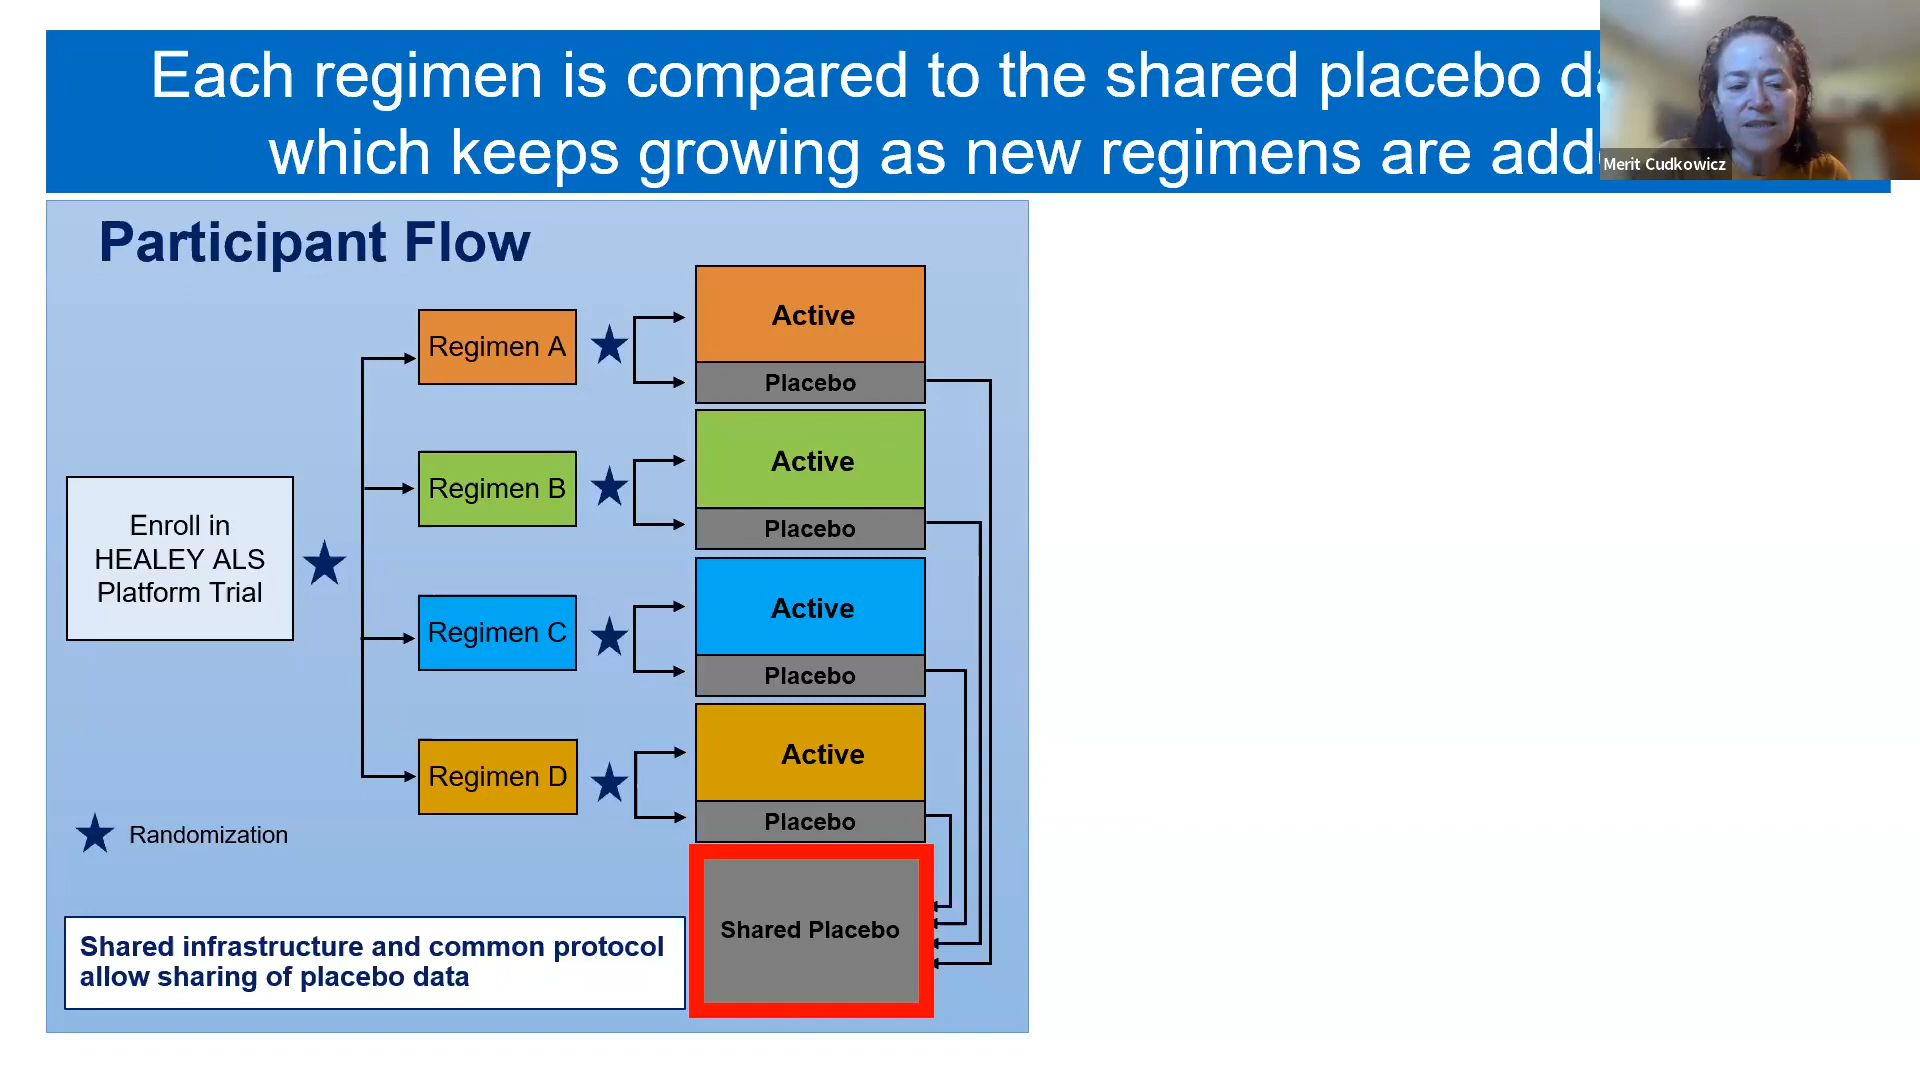 Each regimen is compared to the shared placebo
which keeps growing as new regimens are
Merit Cudkowicz
Participant Flow
Regimen A
Active
Placebo
Regimen B
Active
Placebo
Enroll in
HEALEY ALS
Platform Trial
Regimen C
Active
Placebo
Regimen D
Active
Placebo
Randomization
Shared Placebo
Shared infrastructure and common protocol
allow sharing of placebo data